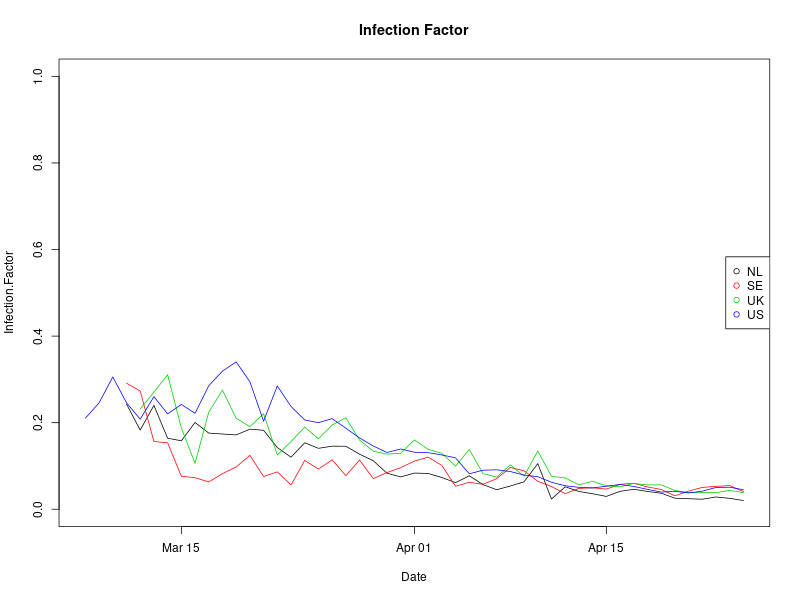 Infection Factor
1.0
0.8
0.6
0.4
0.2
0.0
Infection.Factor
NL
SE
UK
US
Mar 15
Apr 01
Apr 15
Date